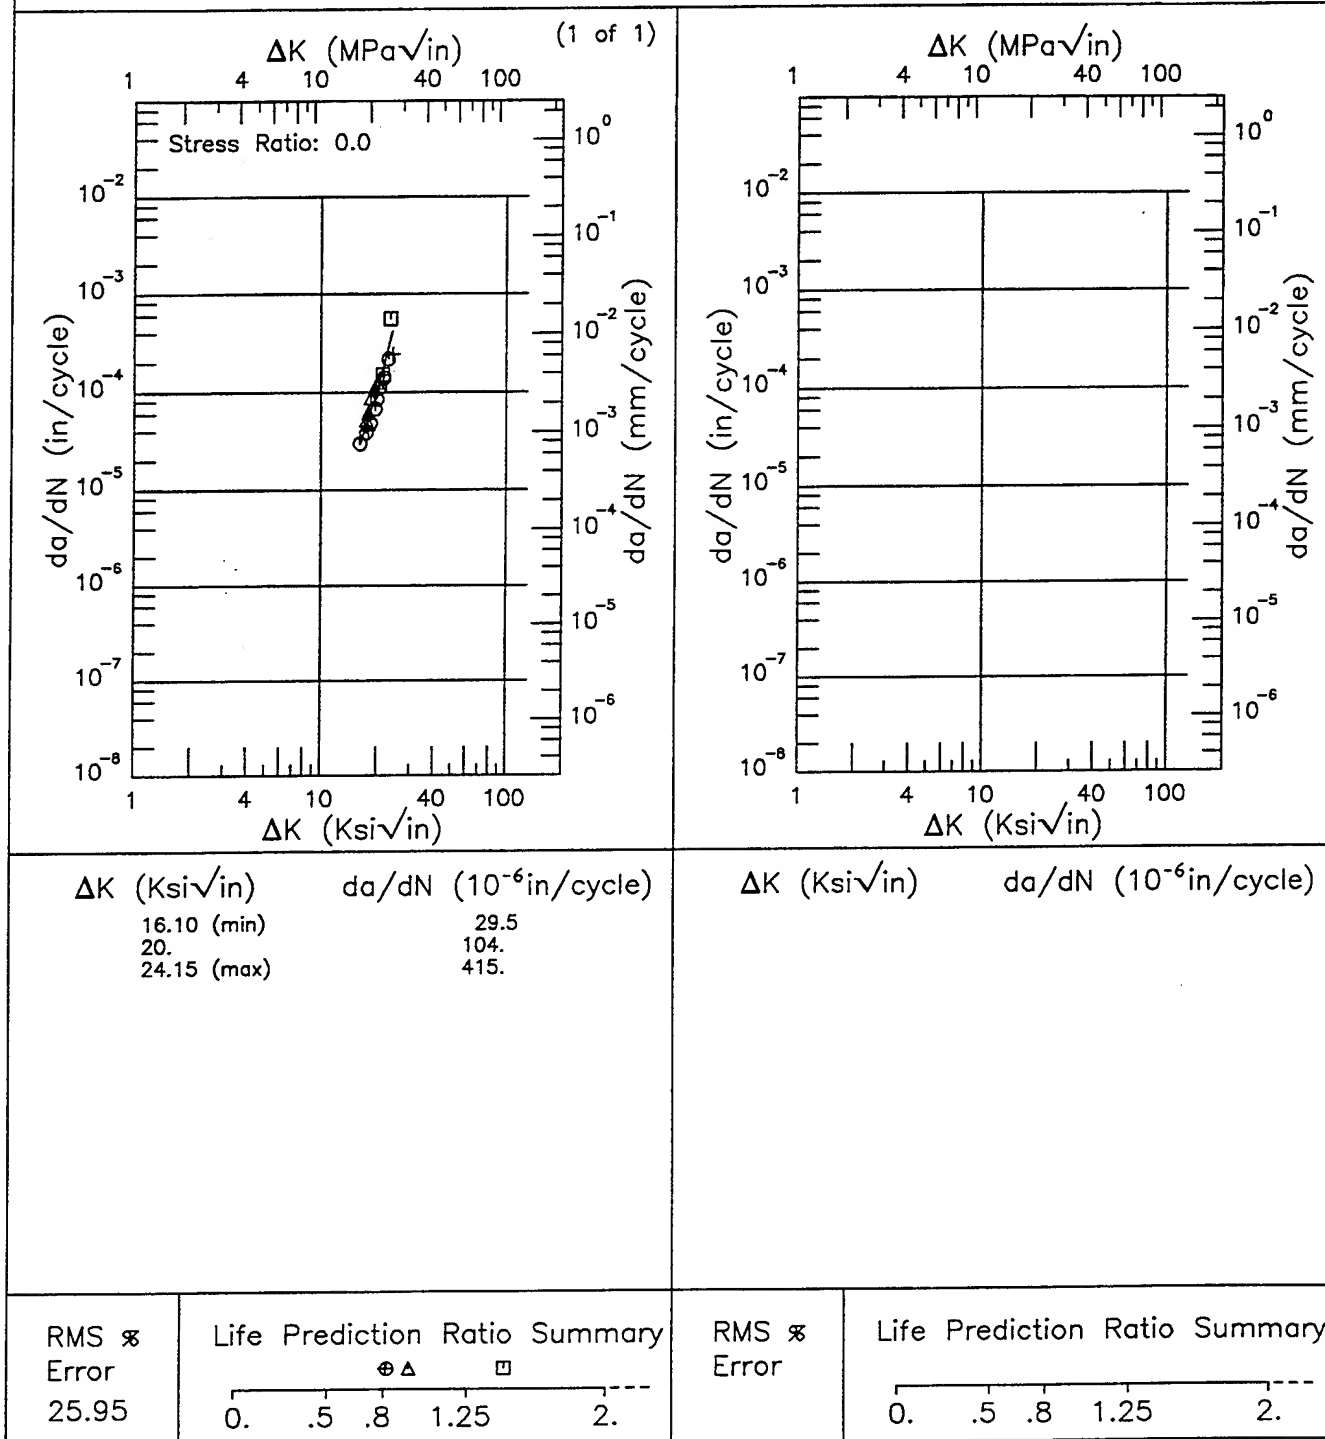 (1 of 1)
ΔK (MPa√in)
1 4 10 40 100
Stress Ratio: 0.0
10⁰
10⁻²
10⁻¹
10⁻³
10⁻²
10⁻⁴
10⁻³
10⁻⁵
10⁻⁴
10⁻⁶
10⁻⁵
10⁻⁷
10⁻⁶
10⁻⁸
da/dN (in/cycle)
da/dN (mm/cycle)
1 4 10 40 100
ΔK (Ksi√in)
ΔK (MPa√in)
1 4 10 40 100
10⁰
10⁻²
10⁻¹
10⁻³
10⁻²
10⁻⁴
10⁻³
10⁻⁵
10⁻⁴
10⁻⁶
10⁻⁵
10⁻⁷
10⁻⁶
10⁻⁸
da/dN (in/cycle)
da/dN (mm/cycle)
1 4 10 40 100
ΔK (Ksi√in)
ΔK (Ksi√in) da/dN (10⁻⁶in/cycle)
16.10 (min) 29.5
20. 104.
24.15 (max) 415.
ΔK (Ksi√in) da/dN (10⁻⁶in/cycle)
RMS %
Error
25.95
Life Prediction Ratio Summary
0. .5 .8 1.25 2.
RMS %
Error
Life Prediction Ratio Summary
0. .5 .8 1.25 2.